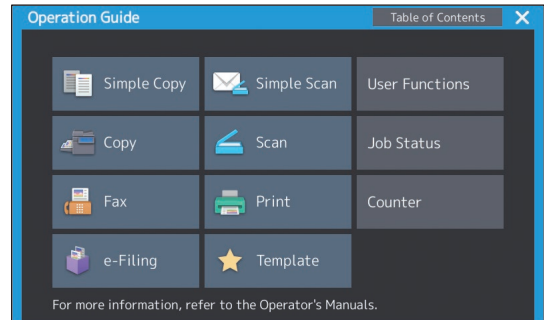 Operation Guide
Table of Contents
Simple Copy
Simple Scan
User Functions
Copy
Scan
Job Status
Fax
Print
Counter
e-Filing
Template
For more information, refer to the Operator's Manuals.